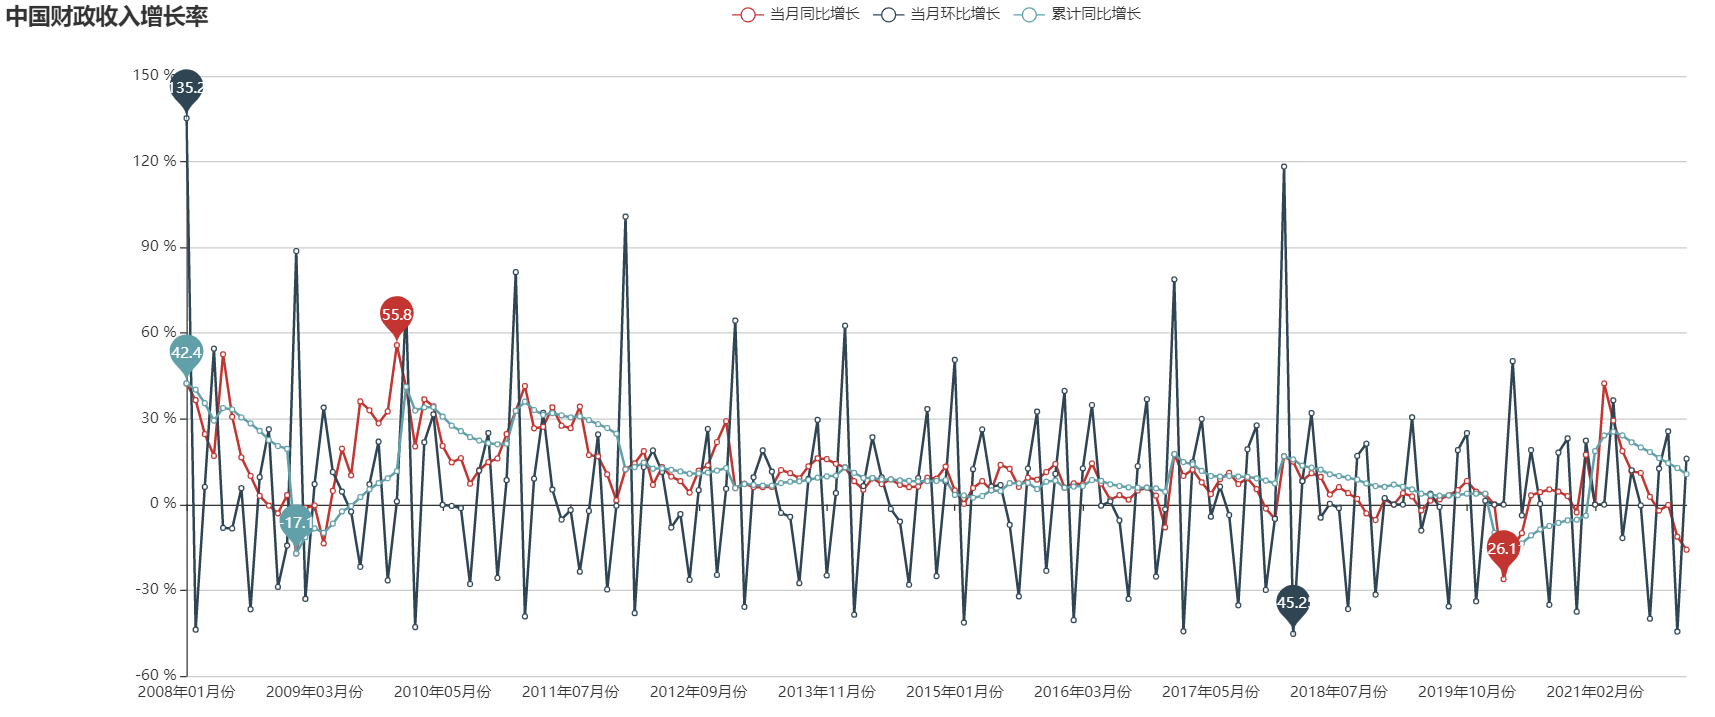 中国财政收入增长率
当月同比增长
当月环比增长
累计同比增长
150 %
120 %
90 %
60 %
30 %
0 %
-30 %
-60 %
135.2
42.4
-17.1
55.8
45.2
26.1
2008年01月份
2009年03月份
2010年05月份
2011年07月份
2012年09月份
2013年11月份
2015年01月份
2016年03月份
2017年05月份
2018年07月份
2019年10月份
2021年02月份